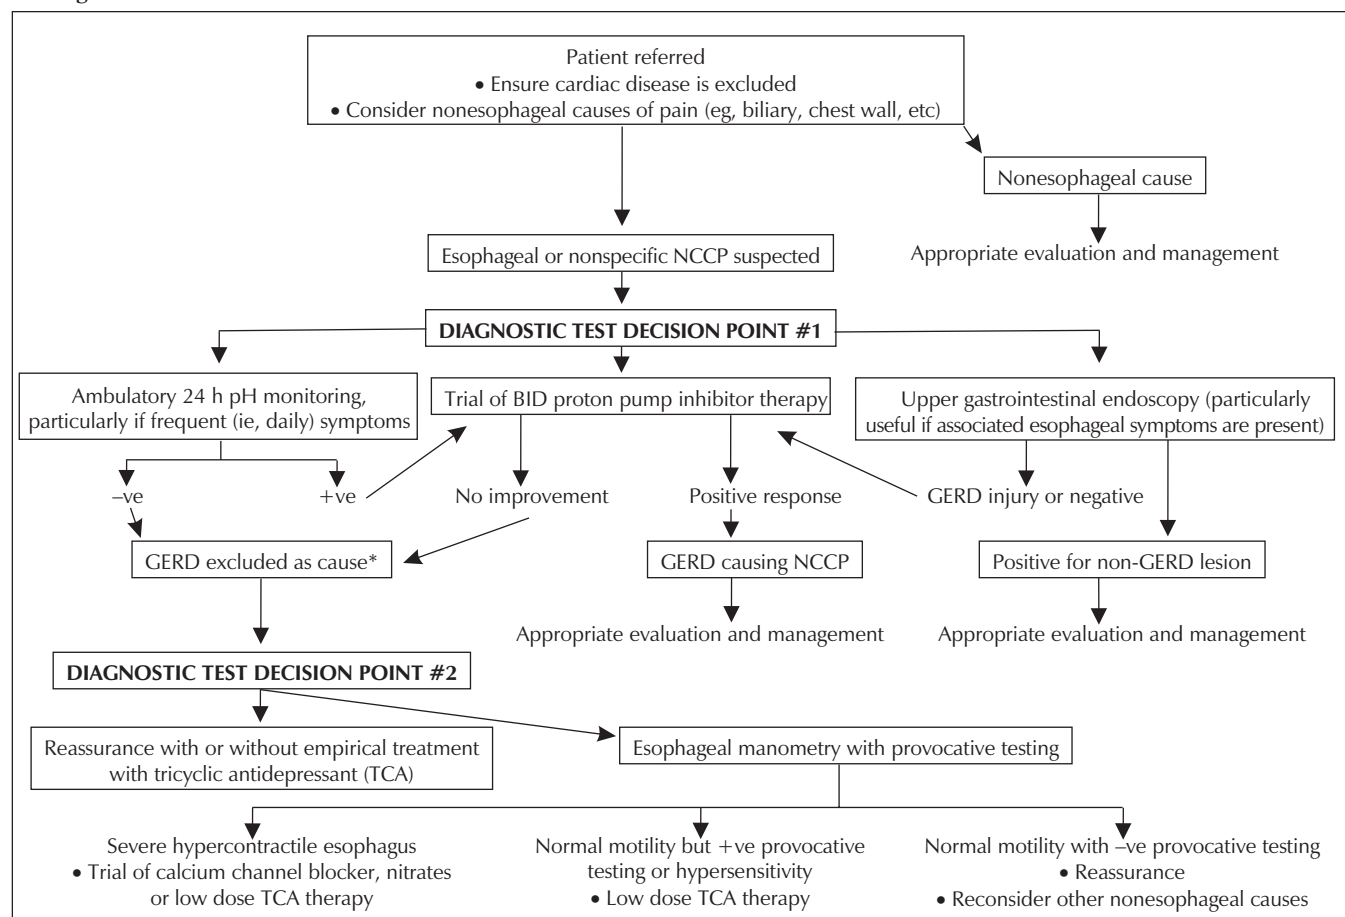 Patient referred
• Ensure cardiac disease is excluded
• Consider nonesophageal causes of pain (eg, biliary, chest wall, etc)
Nonesophageal cause
Appropriate evaluation and management
Esophageal or nonspecific NCCP suspected
DIAGNOSTIC TEST DECISION POINT #1
Ambulatory 24 h pH monitoring,
particularly if frequent (ie, daily) symptoms
Trial of BID proton pump inhibitor therapy
Upper gastrointestinal endoscopy (particularly
useful if associated esophageal symptoms are present)
–ve
+ve
No improvement
Positive response
GERD injury or negative
GERD excluded as cause*
GERD causing NCCP
Positive for non-GERD lesion
Appropriate evaluation and management
Appropriate evaluation and management
DIAGNOSTIC TEST DECISION POINT #2
Reassurance with or without empirical treatment
with tricyclic antidepressant (TCA)
Esophageal manometry with provocative testing
Severe hypercontractile esophagus
• Trial of calcium channel blocker, nitrates
or low dose TCA therapy
Normal motility but +ve provocative
testing or hypersensitivity
• Low dose TCA therapy
Normal motility with –ve provocative testing
• Reassurance
• Reconsider other nonesophageal causes